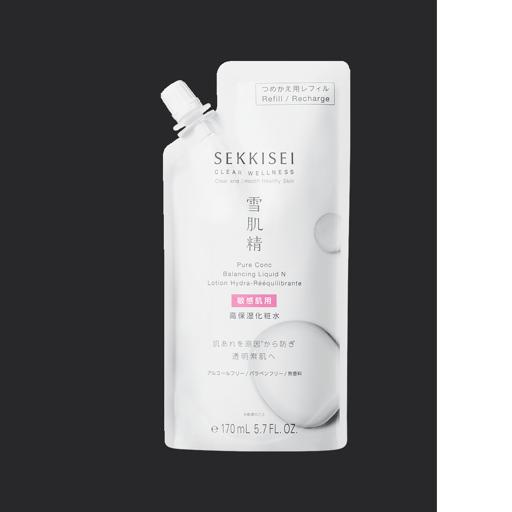 つめかえ用レフィル
Refill / Recharge
SEKKISEI
CLEAR WELLNESS
Clear and Smooth Healthy Skin
雪肌精
Pure Conc
Balancing Liquid N
Lotion Hydra-Rééquilibrante
敏感肌用
高保湿化粧水
肌あれを原因*から防ぎ
透明素肌へ
アルコールフリー / パラベンフリー / 無香料
℮ 170 mL 5.7 FL. OZ.